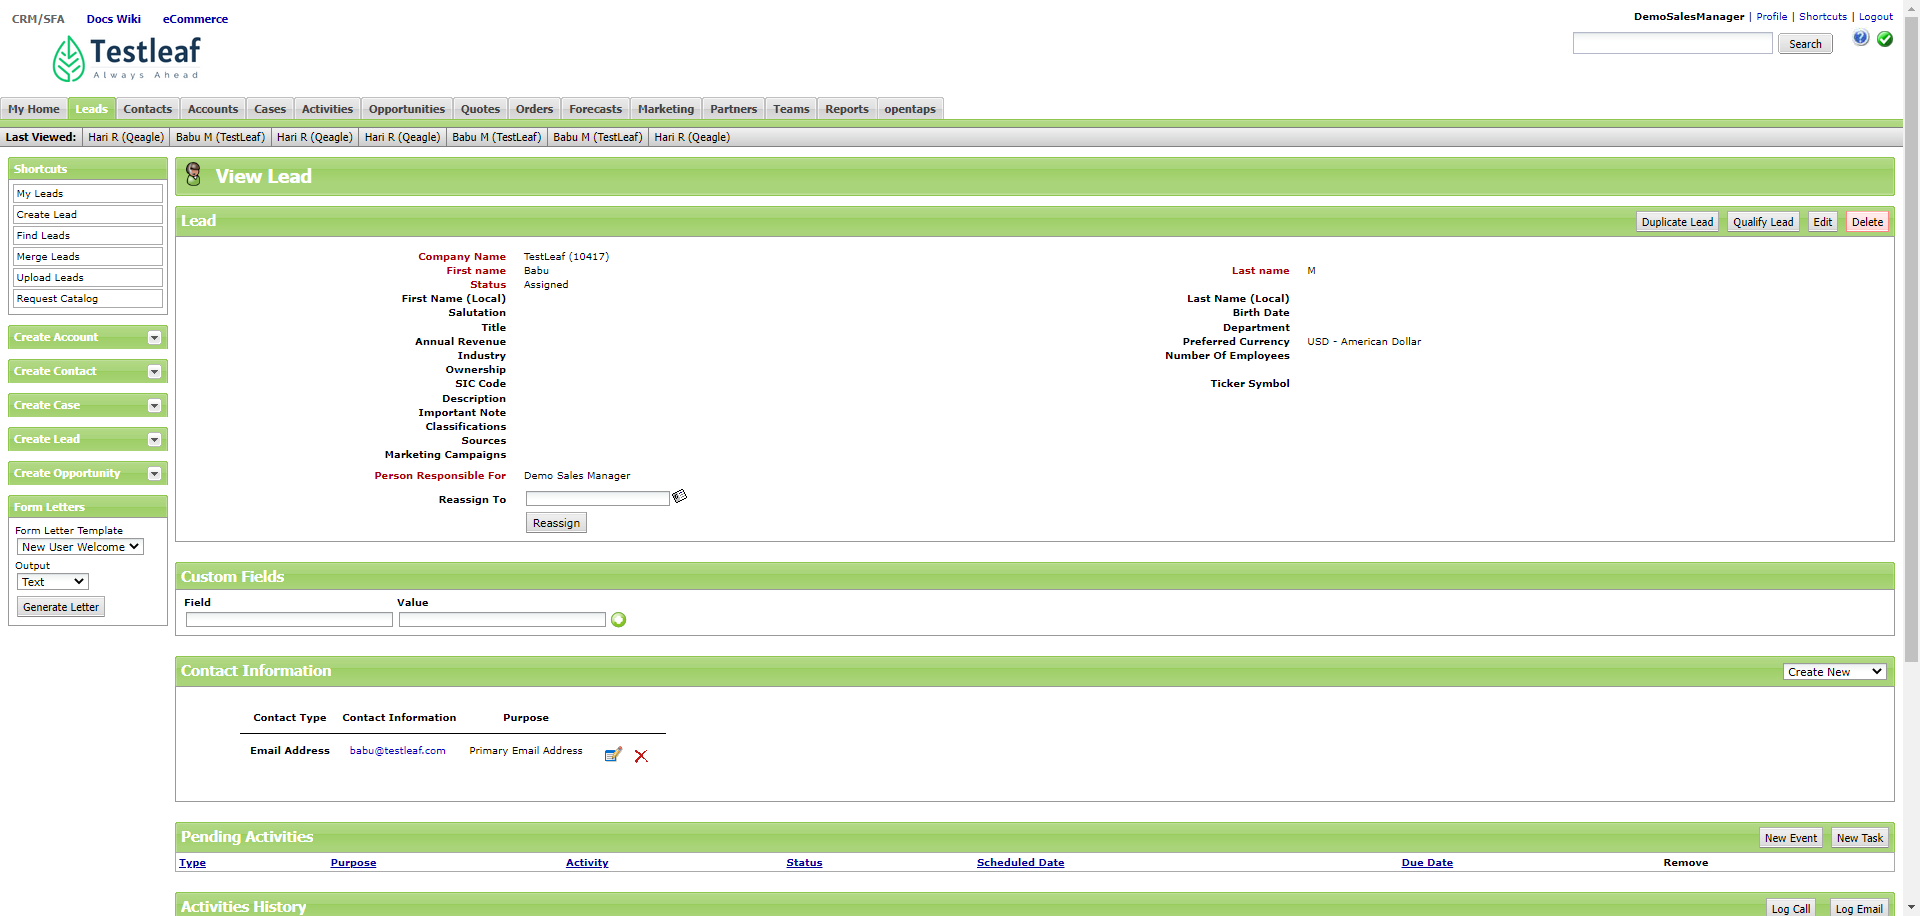 CRM/SFA Docs Wiki eCommerce
DemoSalesManager | Profile | Shortcuts | Logout
Testleaf
Always Ahead
Search
My Home Leads Contacts Accounts Cases Activities Opportunities Quotes Orders Forecasts Marketing Partners Teams Reports opentaps
Last Viewed: Hari R (Qeagle) Babu M (TestLeaf) Hari R (Qeagle) Hari R (Qeagle) Babu M (TestLeaf) Babu M (TestLeaf) Hari R (Qeagle)
Shortcuts
My Leads
Create Lead
Find Leads
Merge Leads
Upload Leads
Request Catalog
Create Account
Create Contact
Create Case
Create Lead
Create Opportunity
Form Letters
Form Letter Template
New User Welcome
Output
Text
Generate Letter
View Lead
Lead Duplicate Lead Qualify Lead Edit Delete
Company Name TestLeaf (10417)
First name Babu Last name M
Status Assigned
First Name (Local) Last Name (Local)
Salutation Birth Date
Title Department
Annual Revenue Preferred Currency USD - American Dollar
Industry Number Of Employees
Ownership
SIC Code Ticker Symbol
Description
Important Note
Classifications
Sources
Marketing Campaigns
Person Responsible For Demo Sales Manager
Reassign To
Reassign
Custom Fields
Field Value
Contact Information Create New
Contact Type Contact Information Purpose
Email Address babu@testleaf.com Primary Email Address
Pending Activities New Event New Task
Type Purpose Activity Status Scheduled Date Due Date Remove
Activities History Log Call Log Email